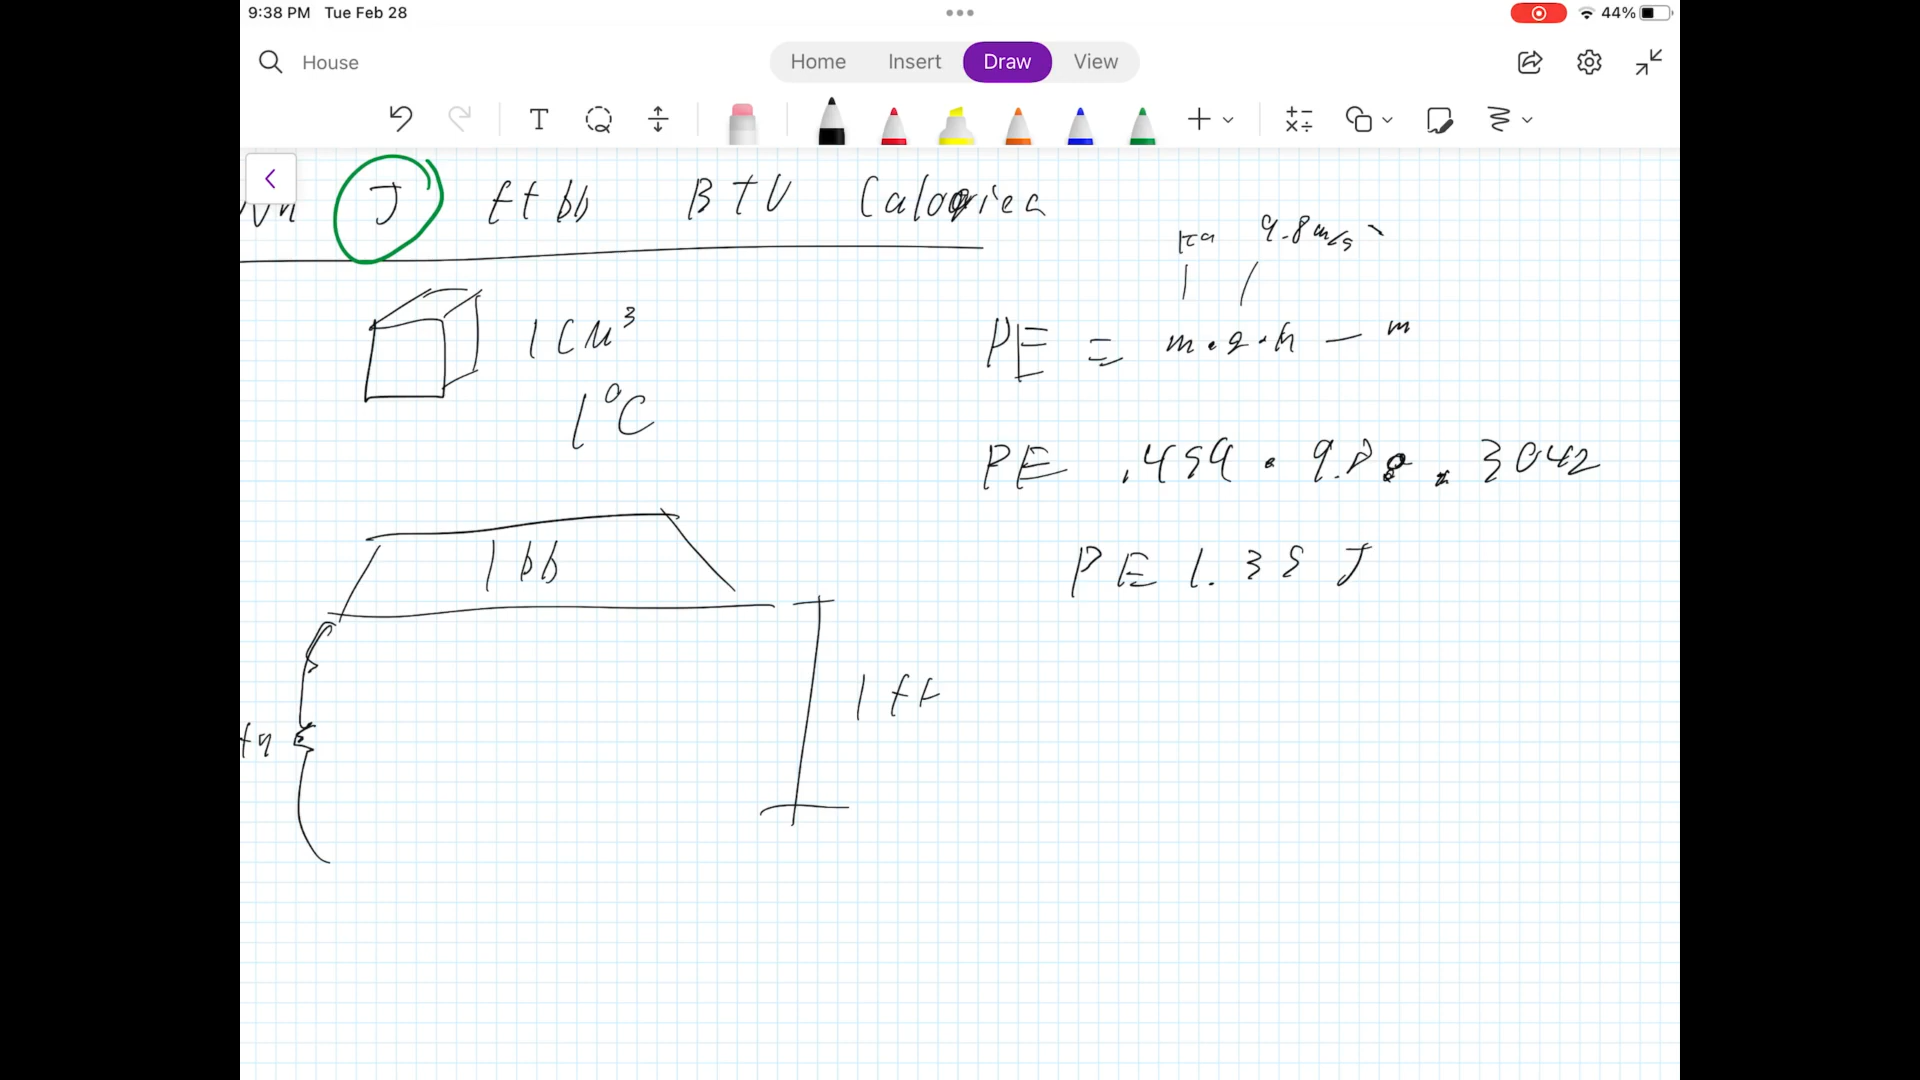 9:38 PM Tue Feb 28
44%
House
Home Insert Draw View
J ft lbs BTU Calories
9.8 m/s
1 CM³
PE = m·g·h — m
1°C
PE .454 · 9.8 · .3042
1 lb
PE 1.35 J
1 ft